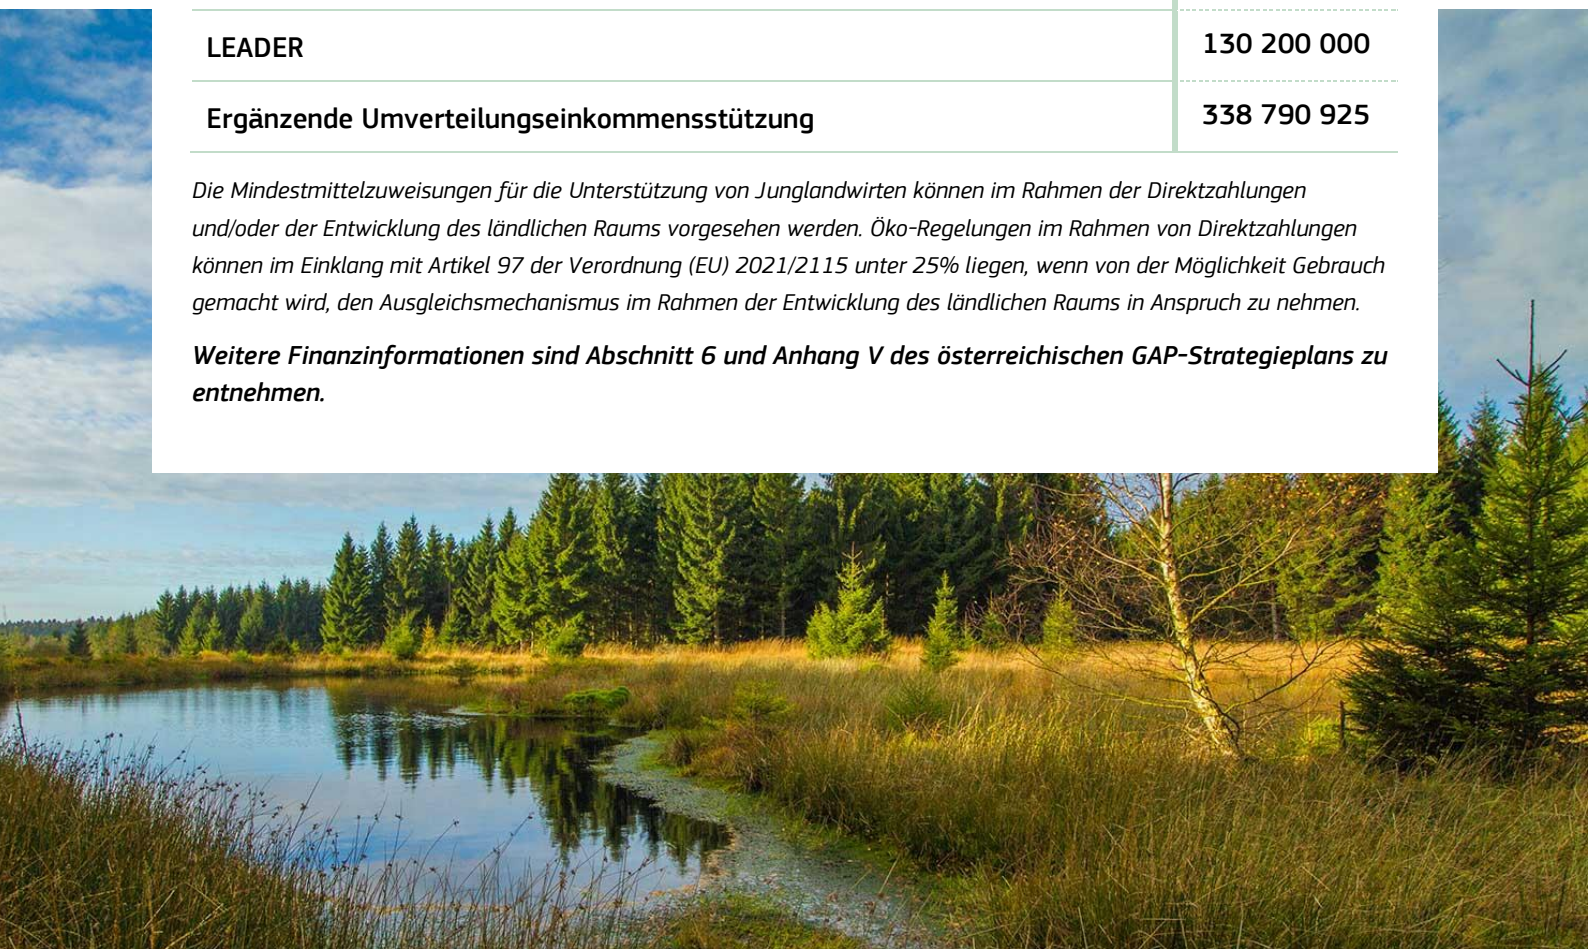 LEADER 130 200 000
Ergänzende Umverteilungseinkommensstützung 338 790 925
Die Mindestmittelzuweisungen für die Unterstützung von Junglandwirten können im Rahmen der Direktzahlungen
und/oder der Entwicklung des ländlichen Raums vorgesehen werden. Öko-Regelungen im Rahmen von Direktzahlungen
können im Einklang mit Artikel 97 der Verordnung (EU) 2021/2115 unter 25% liegen, wenn von der Möglichkeit Gebrauch
gemacht wird, den Ausgleichsmechanismus im Rahmen der Entwicklung des ländlichen Raums in Anspruch zu nehmen.
Weitere Finanzinformationen sind Abschnitt 6 und Anhang V des österreichischen GAP-Strategieplans zu
entnehmen.